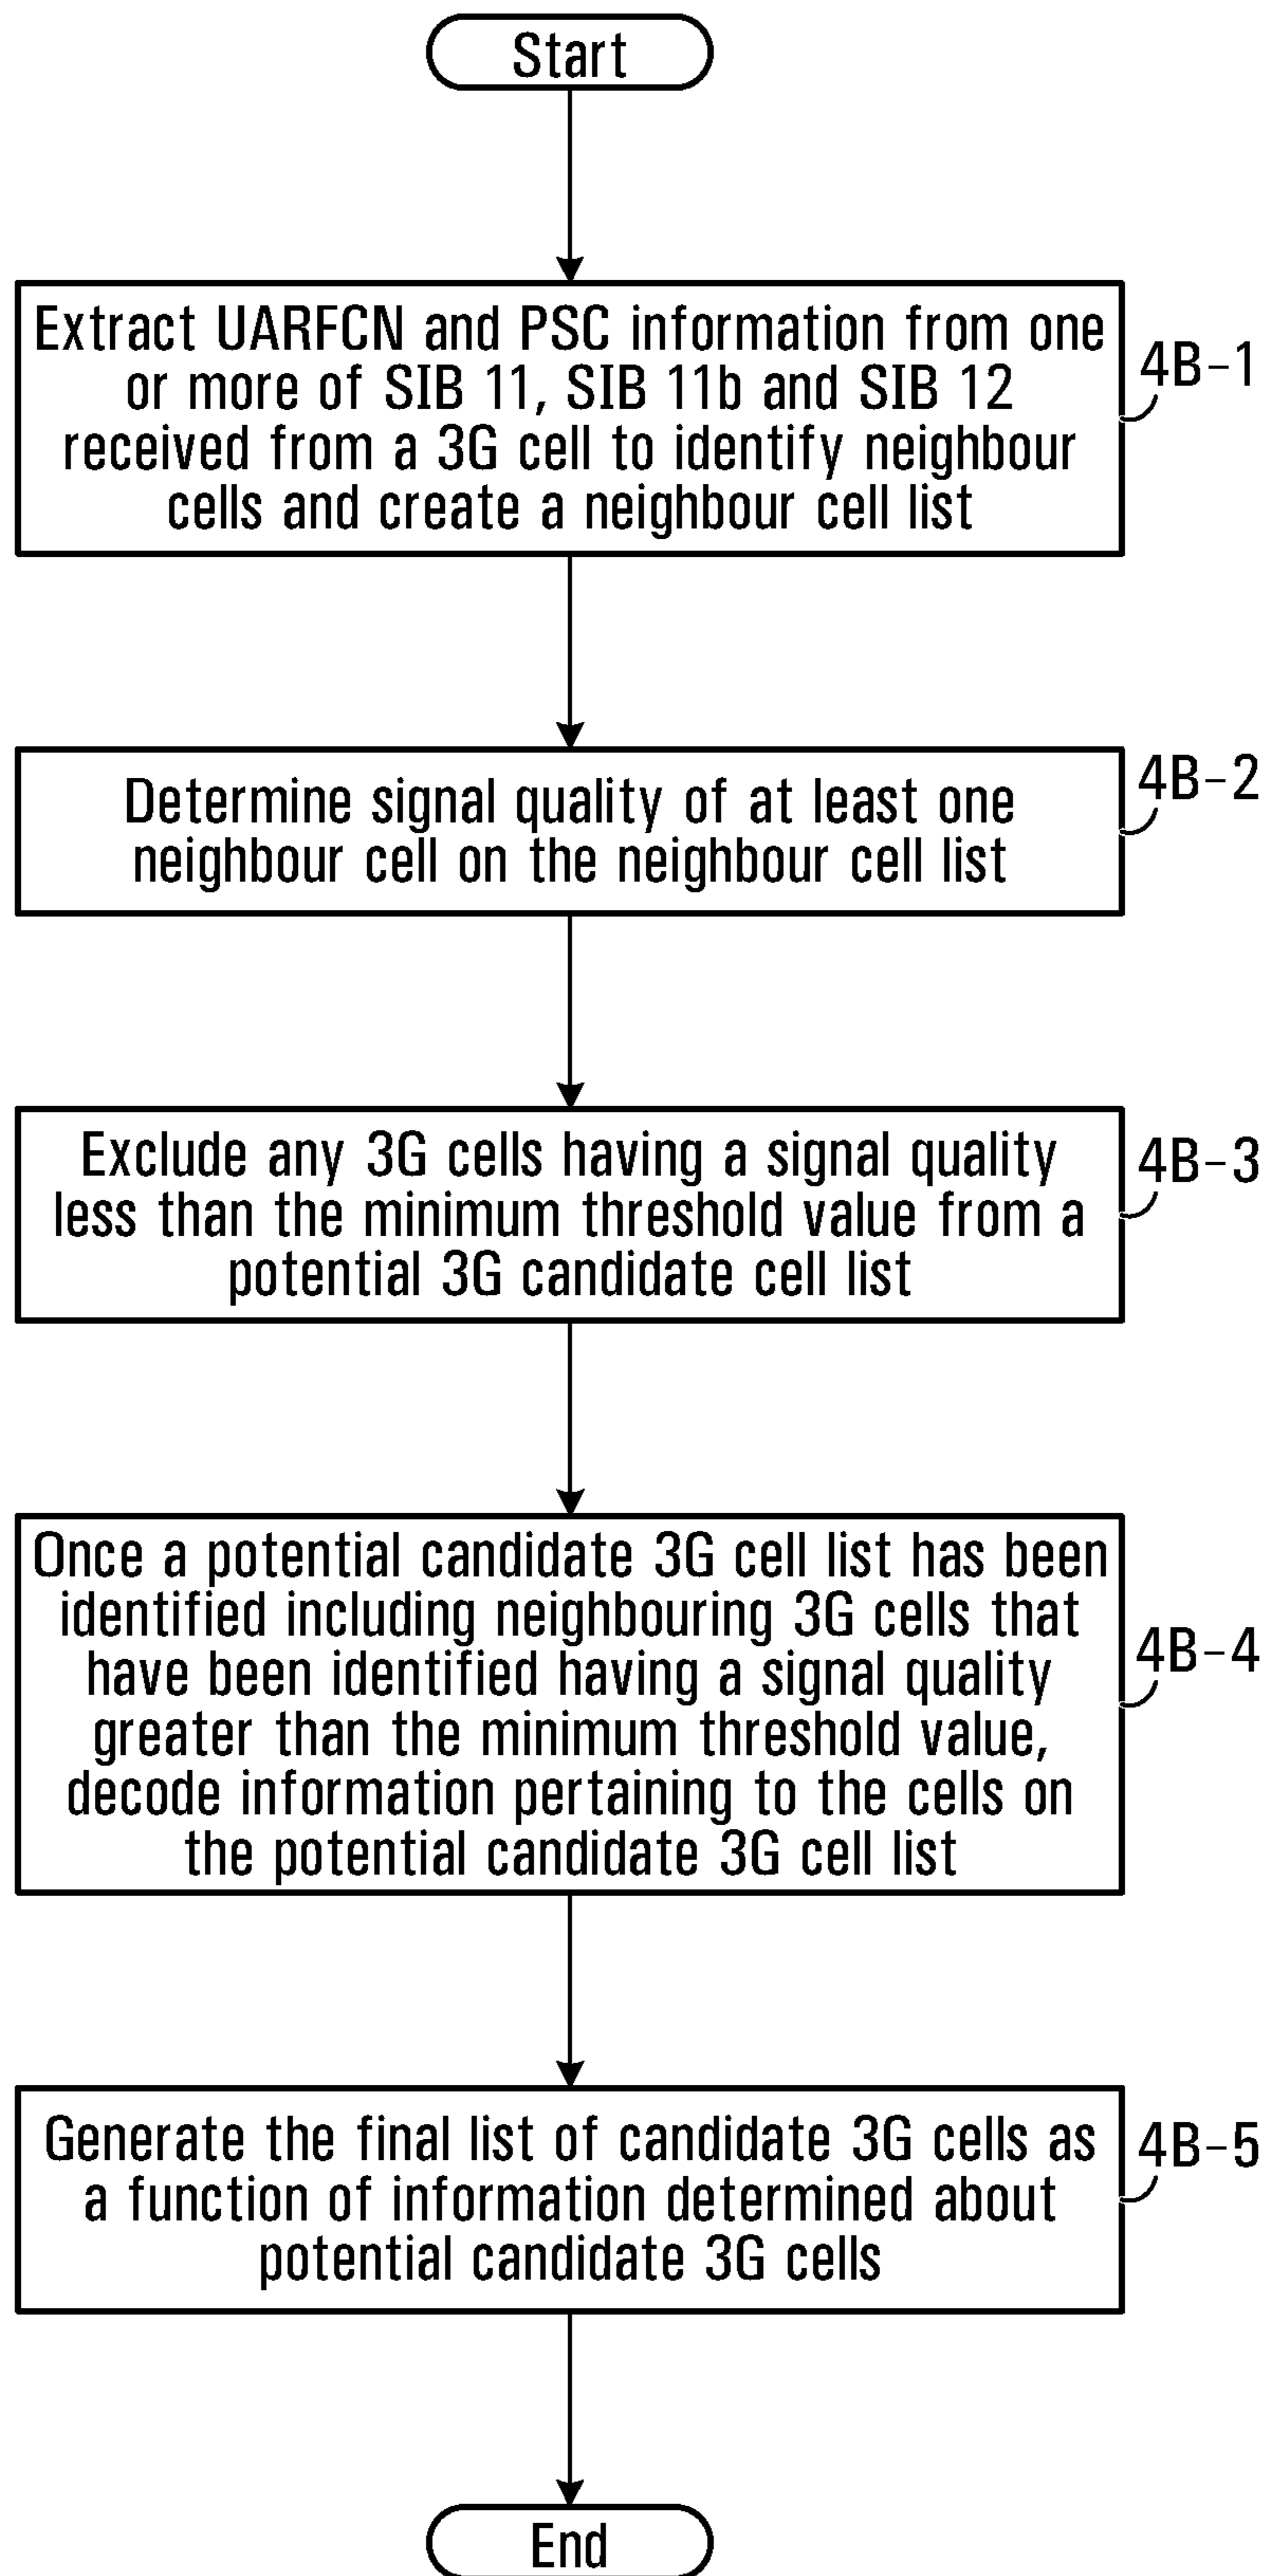 Start
Extract UARFCN and PSC information from one
or more of SIB 11, SIB 11b and SIB 12
received from a 3G cell to identify neighbour
cells and create a neighbour cell list
4B-1
Determine signal quality of at least one
neighbour cell on the neighbour cell list
4B-2
Exclude any 3G cells having a signal quality
less than the minimum threshold value from a
potential 3G candidate cell list
4B-3
Once a potential candidate 3G cell list has been
identified including neighbouring 3G cells that
have been identified having a signal quality
greater than the minimum threshold value,
decode information pertaining to the cells on
the potential candidate 3G cell list
4B-4
Generate the final list of candidate 3G cells as
a function of information determined about
potential candidate 3G cells
4B-5
End